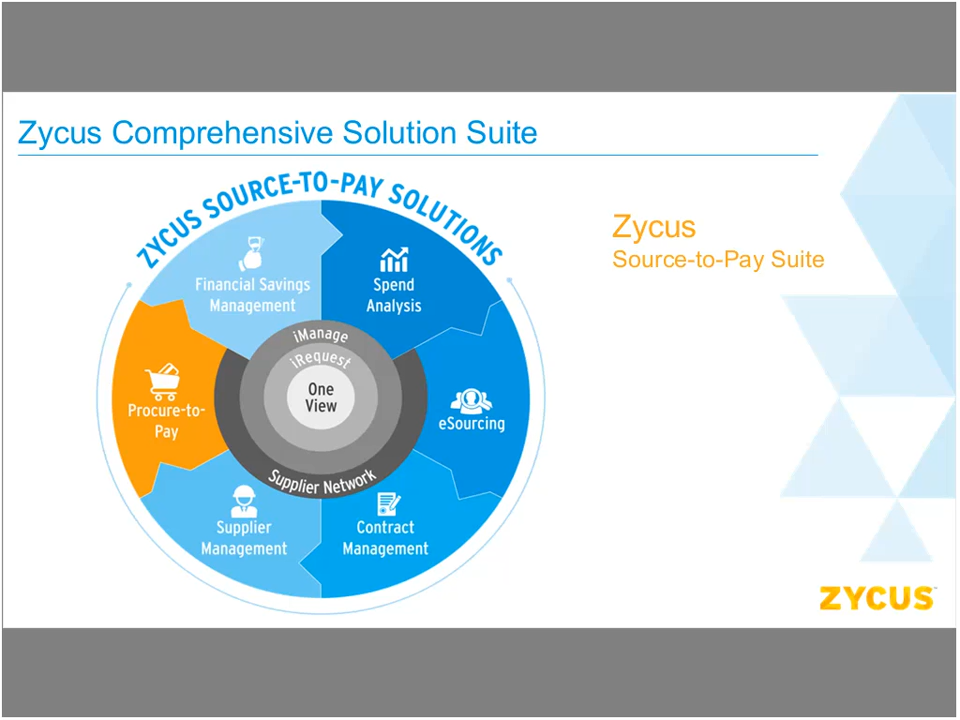 Zycus Comprehensive Solution Suite
ZYCUS SOURCE-TO-PAY SOLUTIONS
Zycus
Source-to-Pay Suite
Financial Savings
Management
Spend
Analysis
iManage
iRequest
One
View
Procure-to-
Pay
eSourcing
Supplier Network
Supplier
Management
Contract
Management
ZYCUS